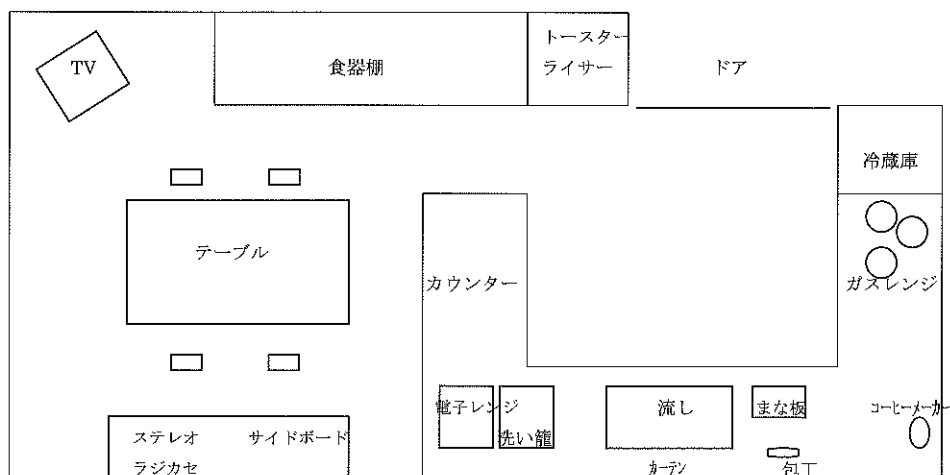 TV
食器棚
トースター
ライサー
ドア
冷蔵庫
テーブル
カウンター
ガスレンジ
電子レンジ
洗い籠
流し
まな板
コーヒーメーカー
ステレオ
サイドボード
ラジカセ
カーテン
包丁